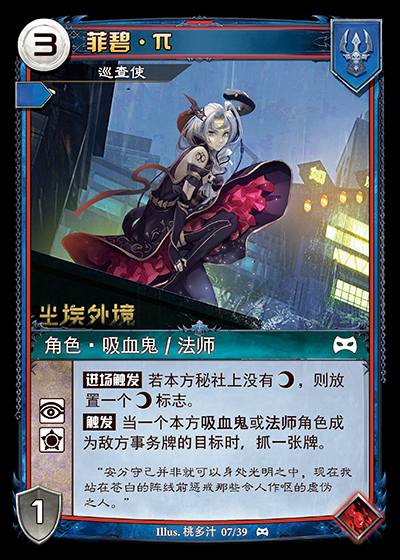 3
菲碧·π
巡查使
尘埃外境
角色·吸血鬼 / 法师
进场触发 若本方秘社上没有☽，则放
置一个☽标志。
触发 当一个本方吸血鬼或法师角色成
为敌方事务牌的目标时，抓一张牌。
“安分守己并非就可以身处光明之中，现在我
站在苍白的阵线前惩戒那些令人作呕的虚伪
之人。”
1
Illus. 桃多汁 07/39